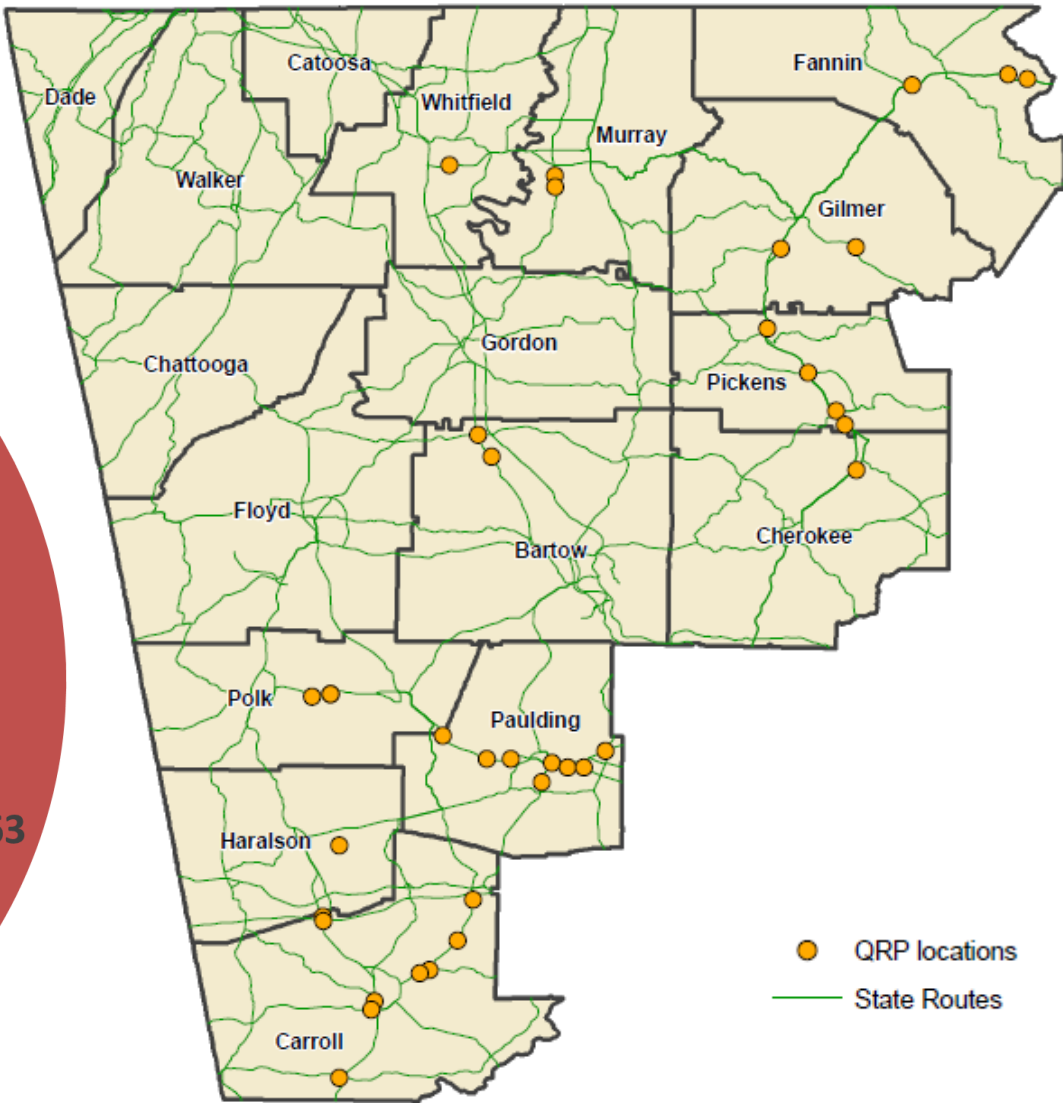 Catoosa
Fannin
Dade
Whitfield
Murray
Walker
Gilmer
Gordon
Chattooga
Pickens
Floyd
Cherokee
Bartow
Polk
Paulding
Haralson
QRP locations
State Routes
Carroll